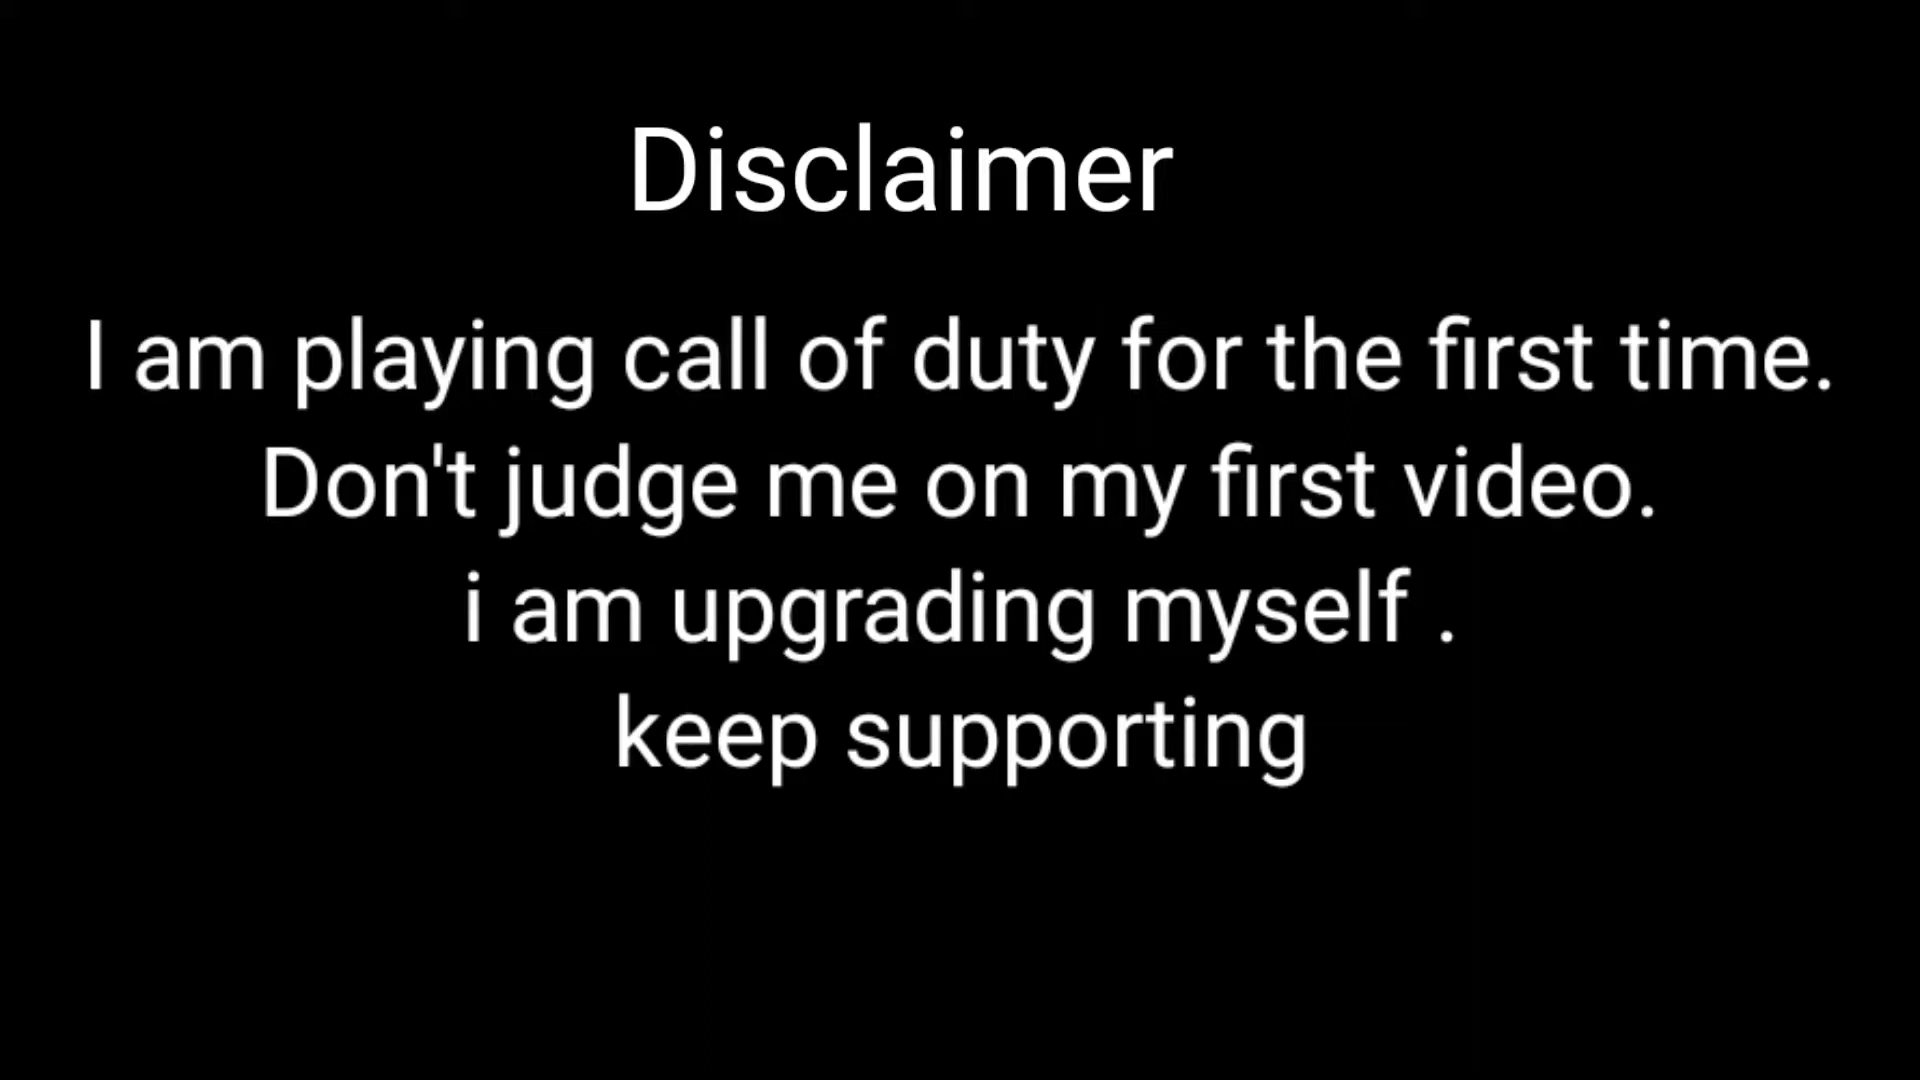 Disclaimer
I am playing call of duty for the first time.
Don't judge me on my first video.
i am upgrading myself .
keep supporting